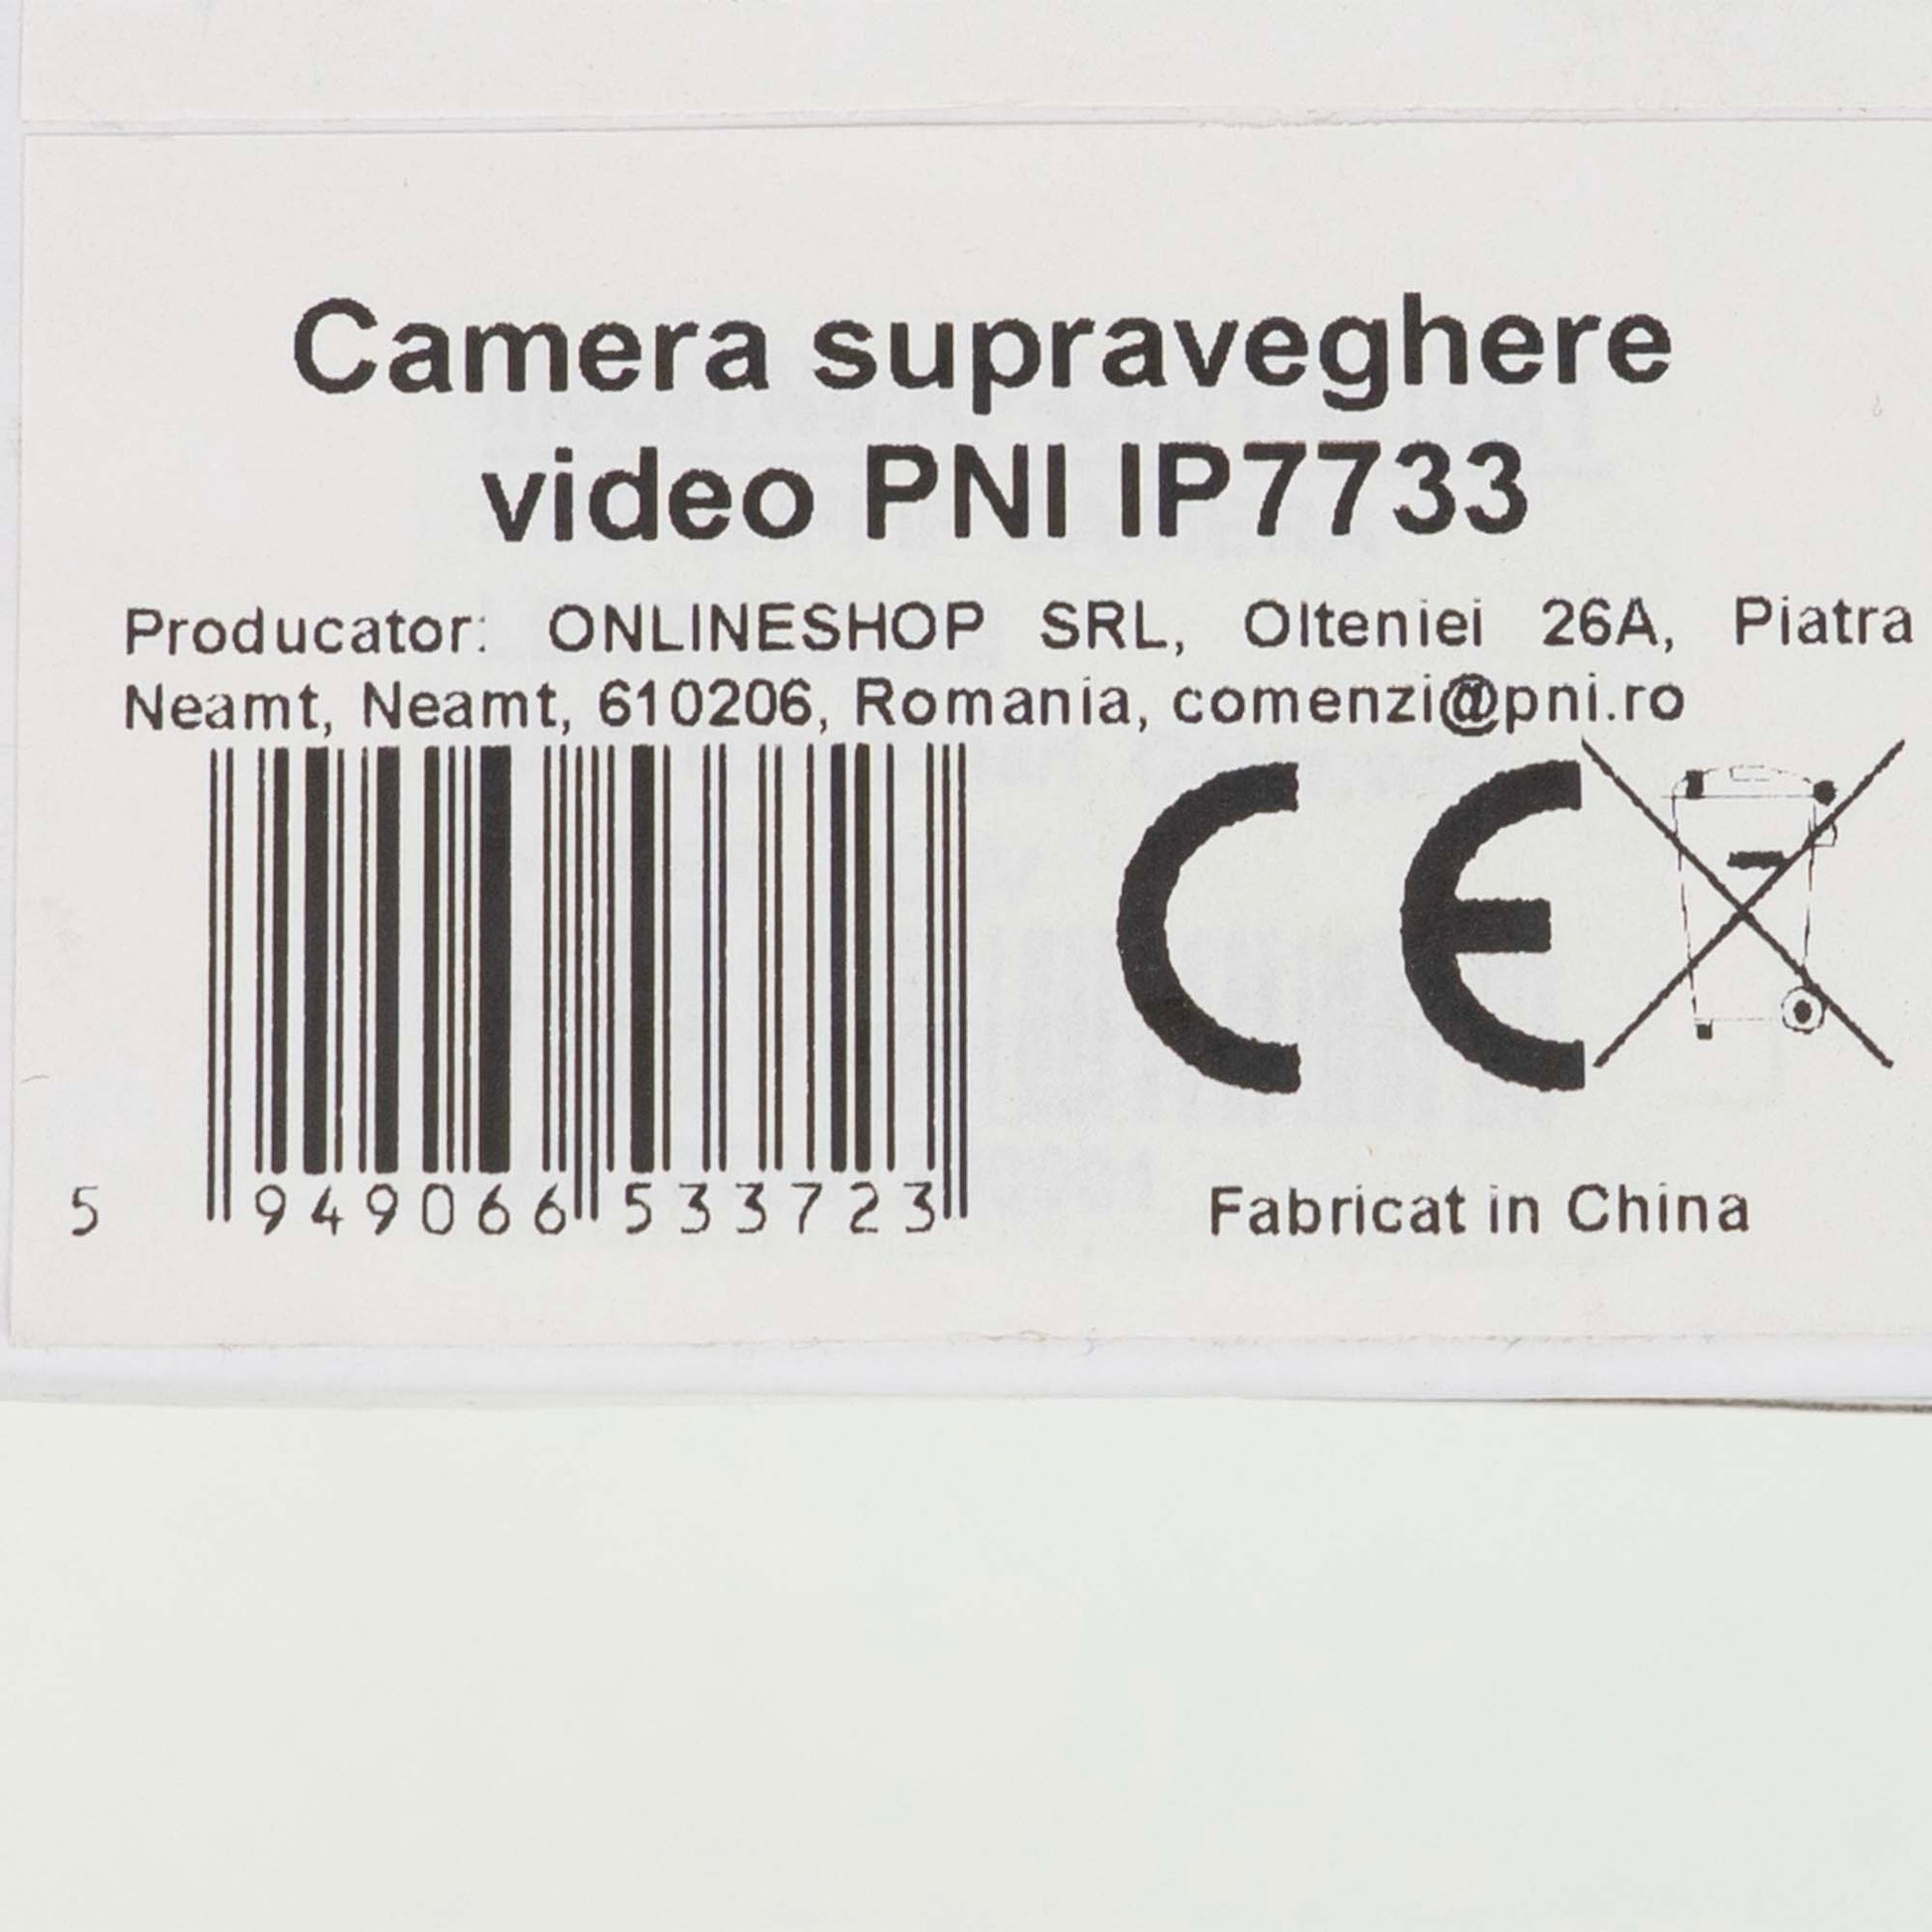 Camera supraveghere
video PNI IP7733
Producator: ONLINESHOP SRL, Olteniei 26A, Piatra
Neamt, Neamt, 610206, Romania, comenzi@pni.ro
CE
5 949066 533723
Fabricat in China